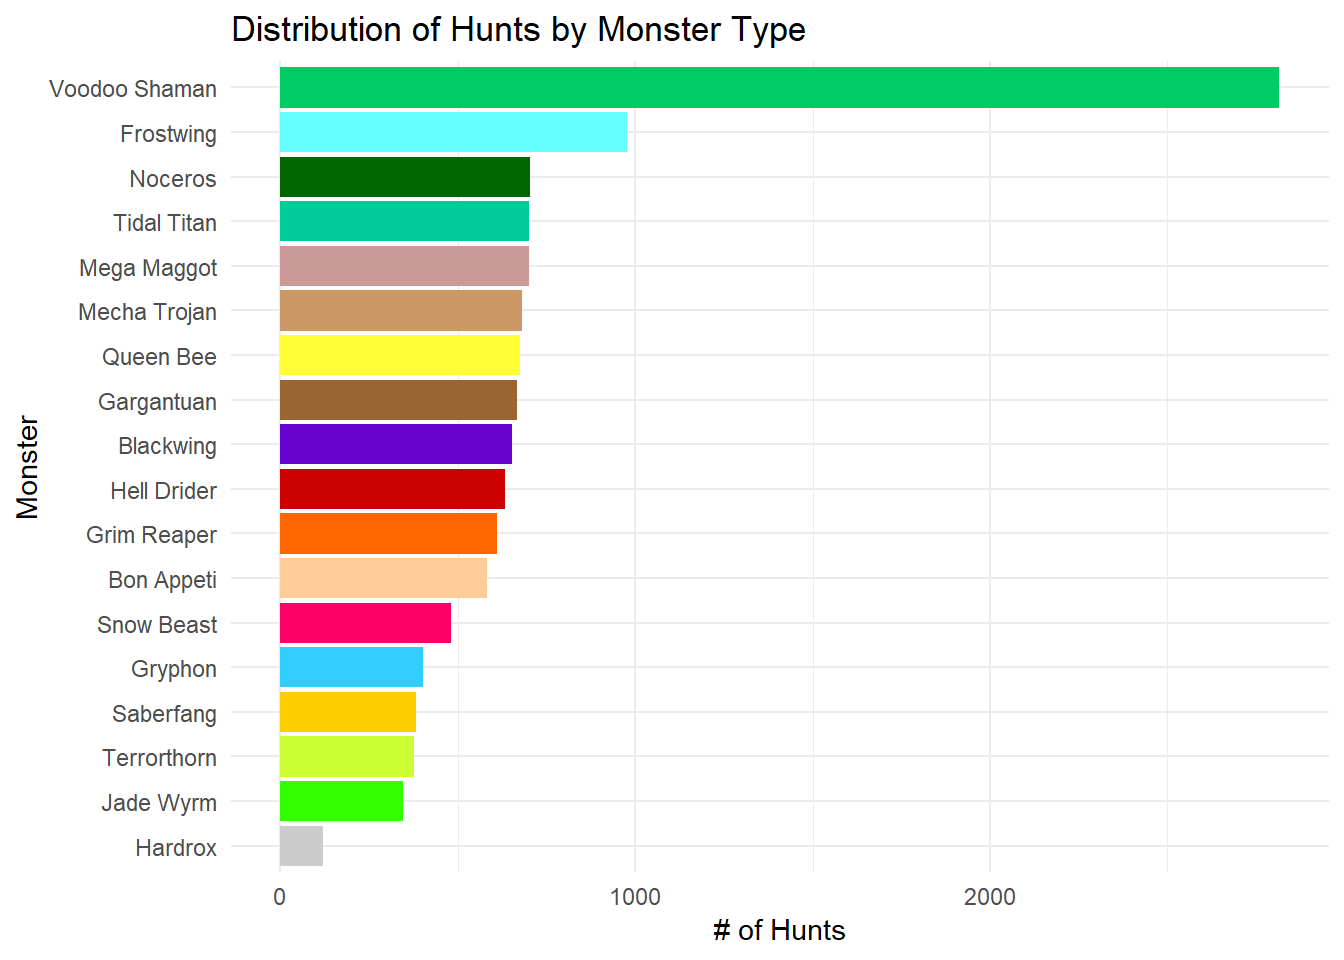 Distribution of Hunts by Monster Type
Voodoo Shaman
Frostwing
Noceros
Tidal Titan
Mega Maggot
Mecha Trojan
Queen Bee
Gargantuan
Blackwing
Hell Drider
Grim Reaper
Bon Appeti
Snow Beast
Gryphon
Saberfang
Terrorthorn
Jade Wyrm
Hardrox
Monster
0 1000 2000
# of Hunts